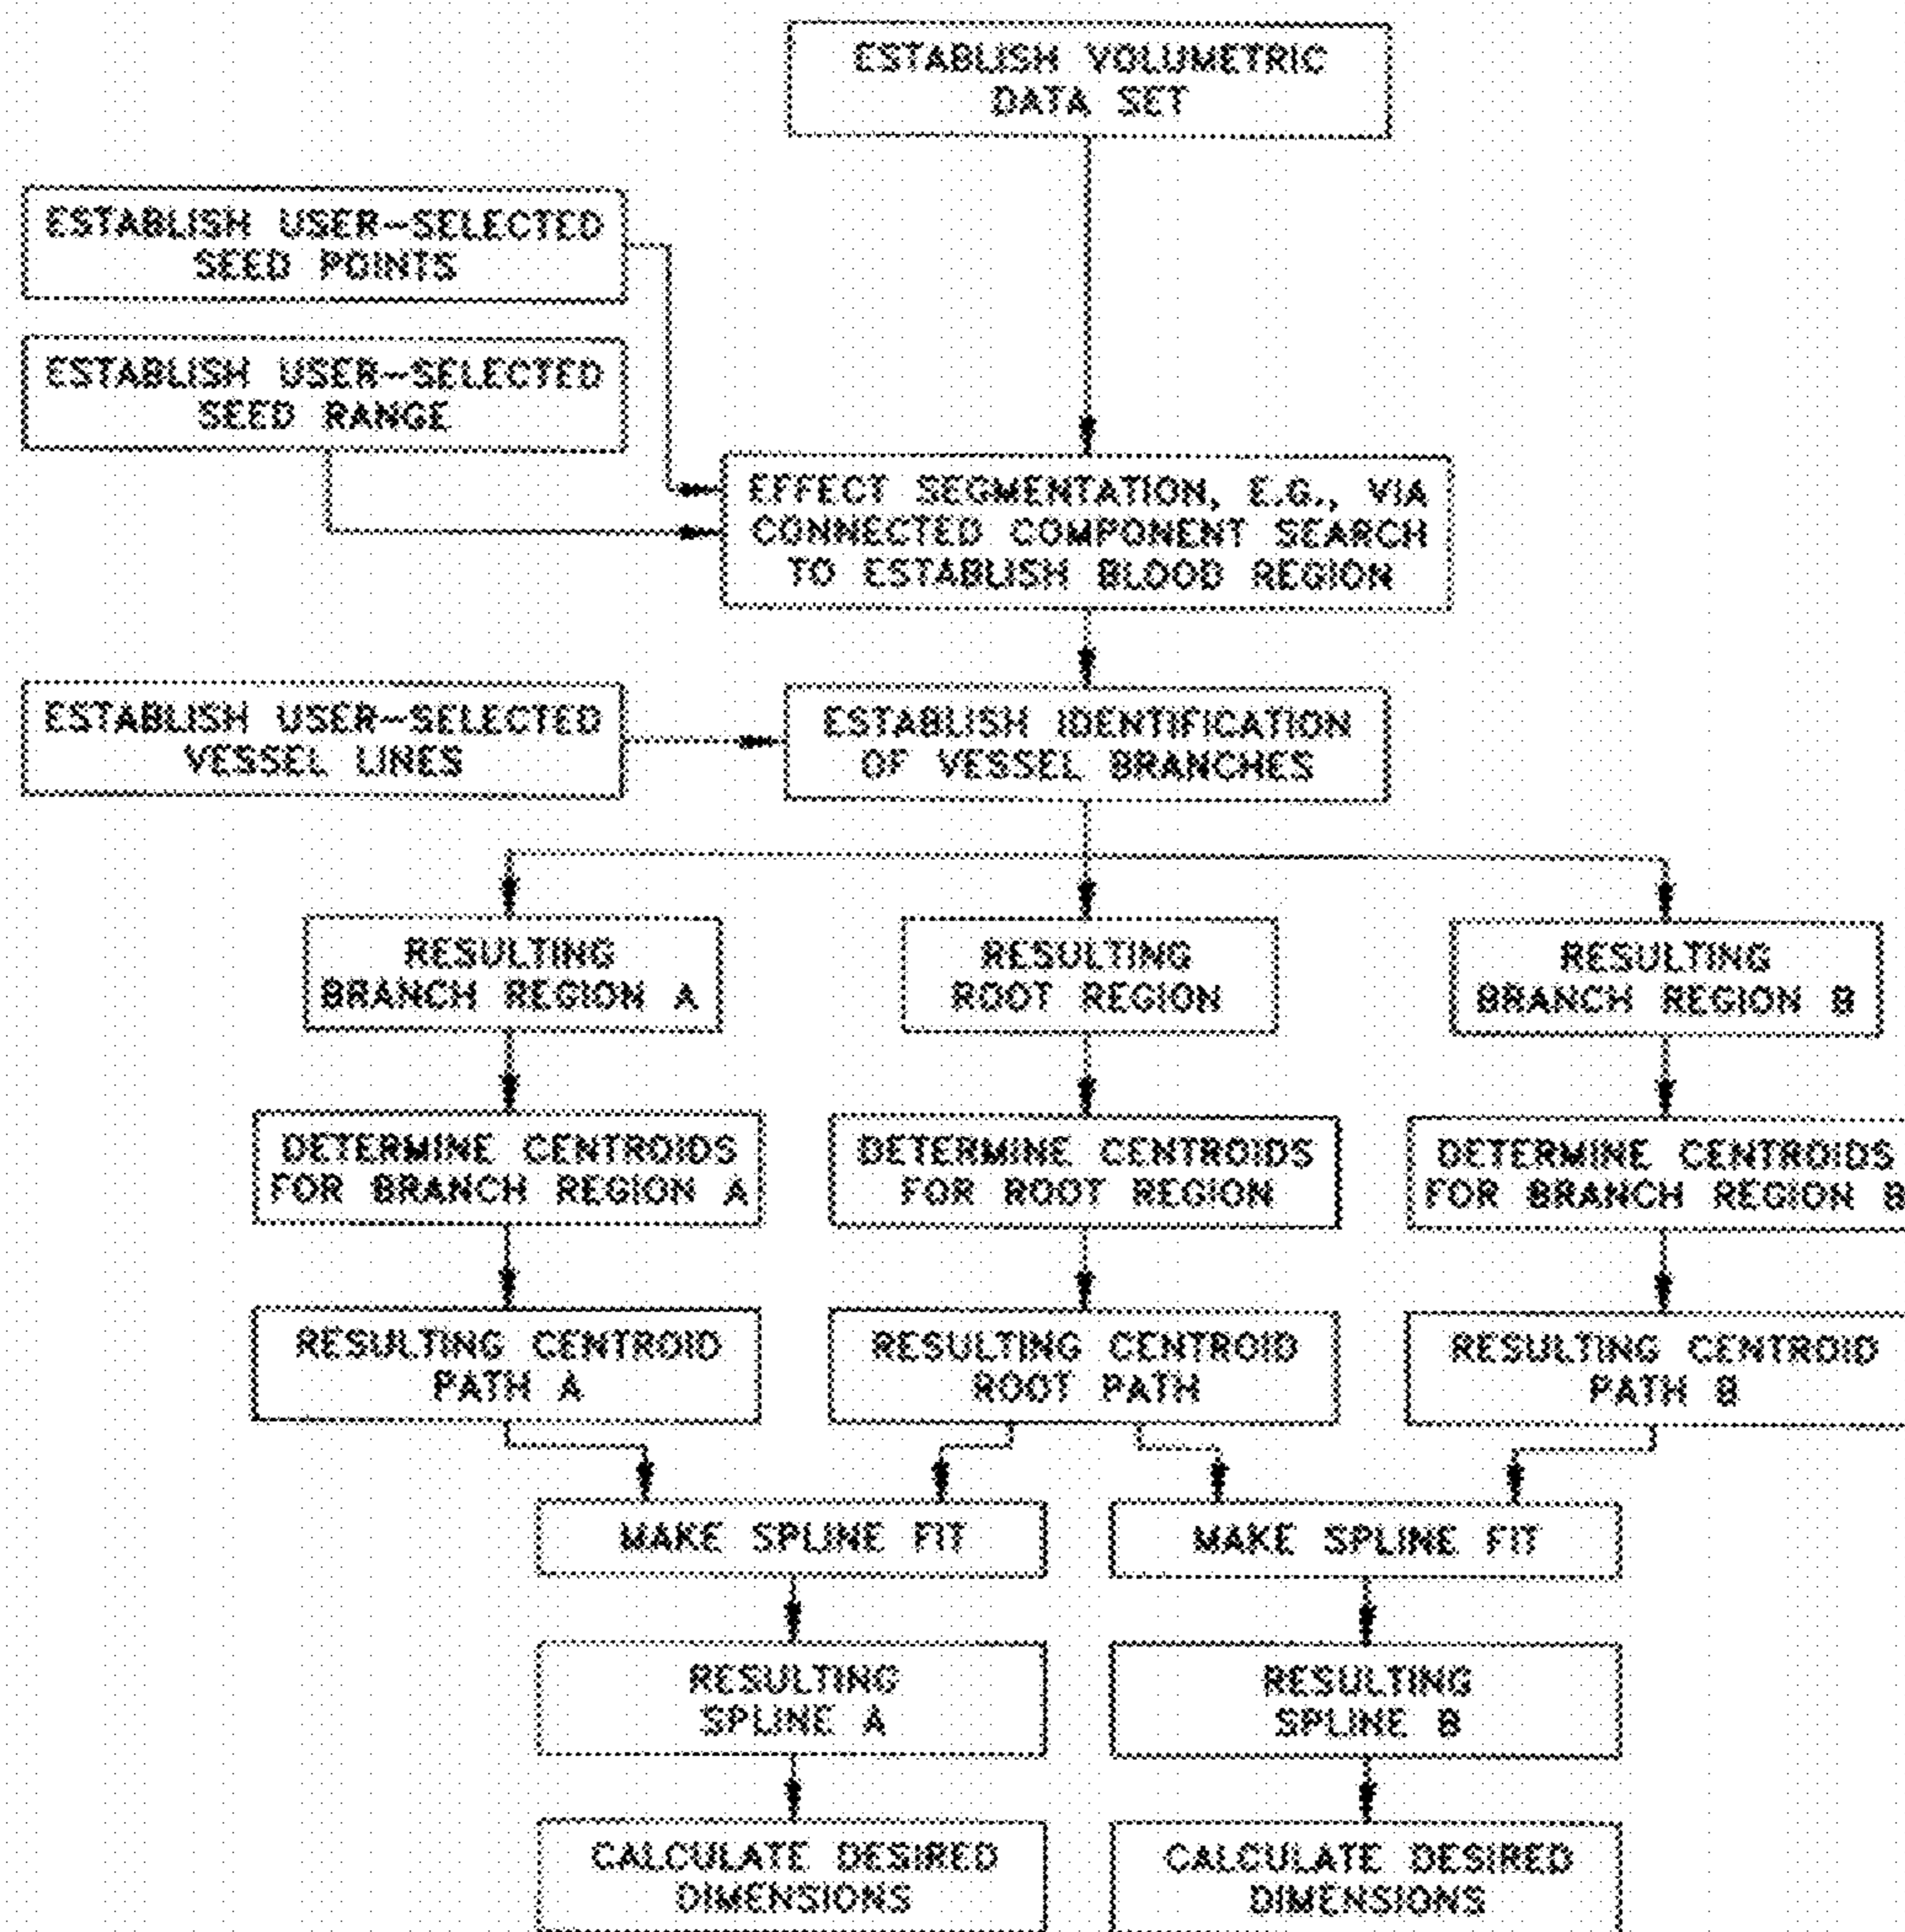 ESTABLISH VOLUMETRIC
DATA SET
ESTABLISH USER-SELECTED
SEED POINTS
ESTABLISH USER-SELECTED
SEED RANGE
EFFECT SEGMENTATION, E.G., VIA
CONNECTED COMPONENT SEARCH
TO ESTABLISH BLOOD REGION
ESTABLISH USER-SELECTED
VESSEL LINES
ESTABLISH IDENTIFICATION
OF VESSEL BRANCHES
RESULTING
BRANCH REGION A
RESULTING
ROOT REGION
RESULTING
BRANCH REGION B
DETERMINE CENTROIDS
FOR BRANCH REGION A
DETERMINE CENTROIDS
FOR ROOT REGION
DETERMINE CENTROIDS
FOR BRANCH REGION B
RESULTING CENTROID
PATH A
RESULTING CENTROID
ROOT PATH
RESULTING CENTROID
PATH B
MAKE SPLINE FIT
MAKE SPLINE FIT
RESULTING
SPLINE A
RESULTING
SPLINE B
CALCULATE DESIRED
DIMENSIONS
CALCULATE DESIRED
DIMENSIONS